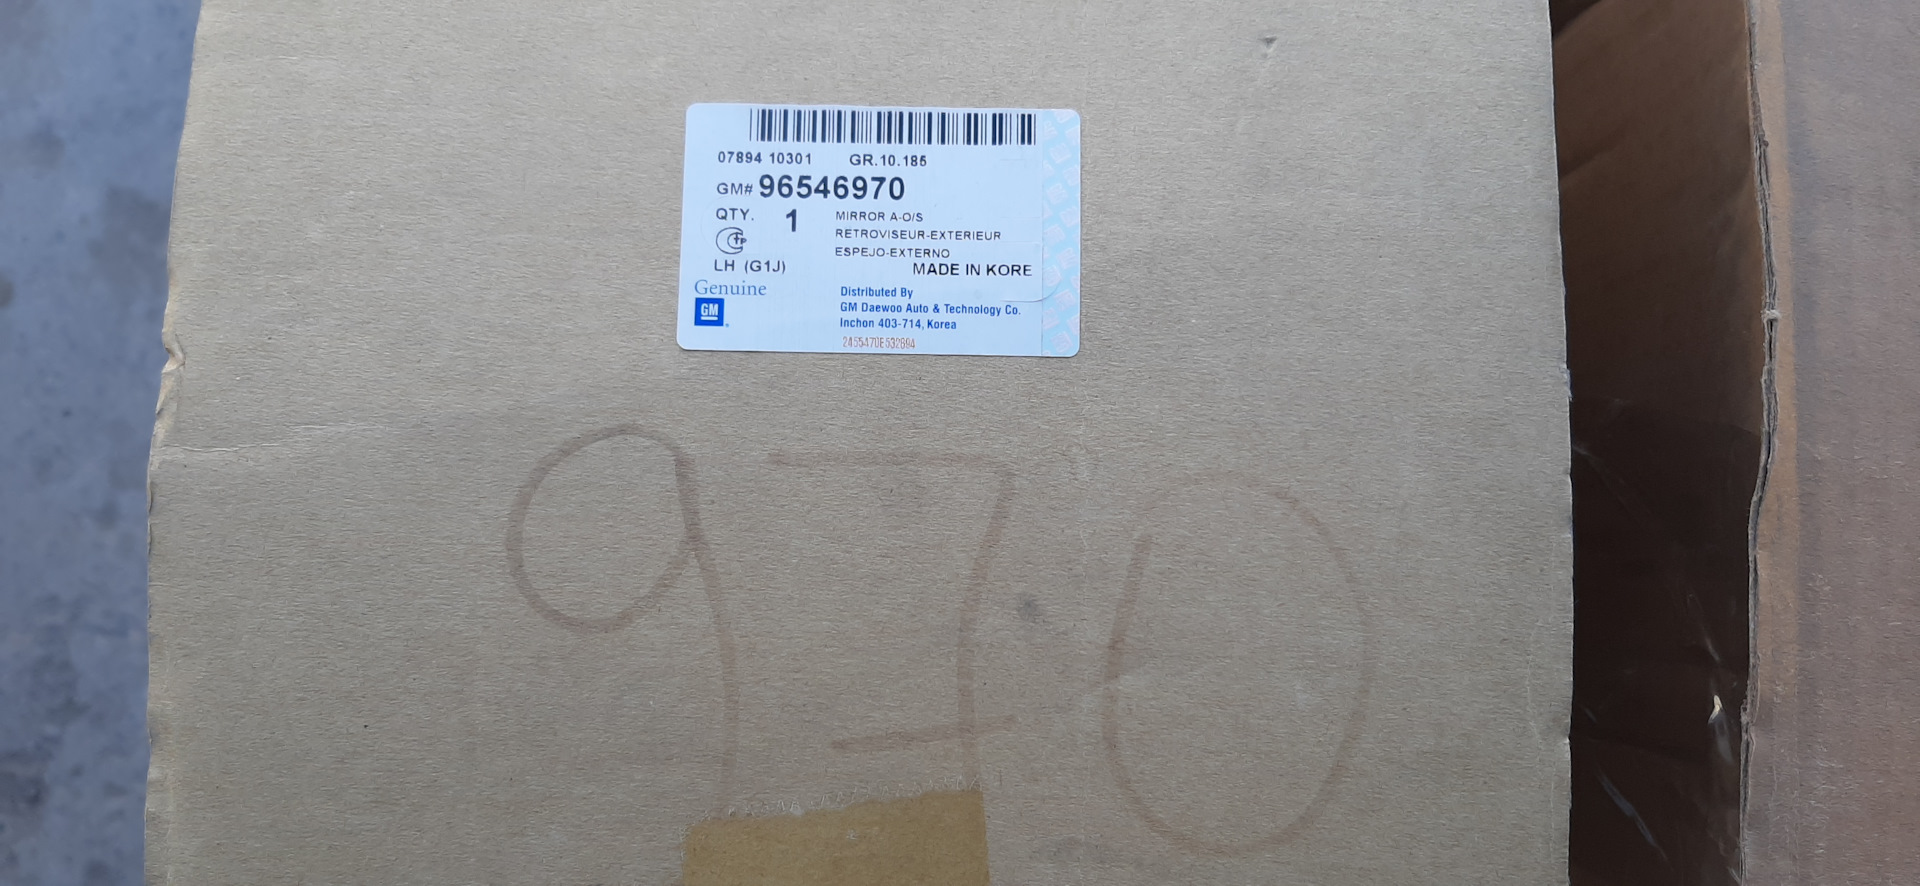 07894 10301 GR.10.185
GM# 96546970
QTY. 1 MIRROR A-O/S
RETROVISEUR-EXTERIEUR
ESPEJO-EXTERNO
LH (G1J) MADE IN KORE
Genuine
GM
Distributed By
GM Daewoo Auto & Technology Co.
Inchon 403-714, Korea
2455470E532894
970